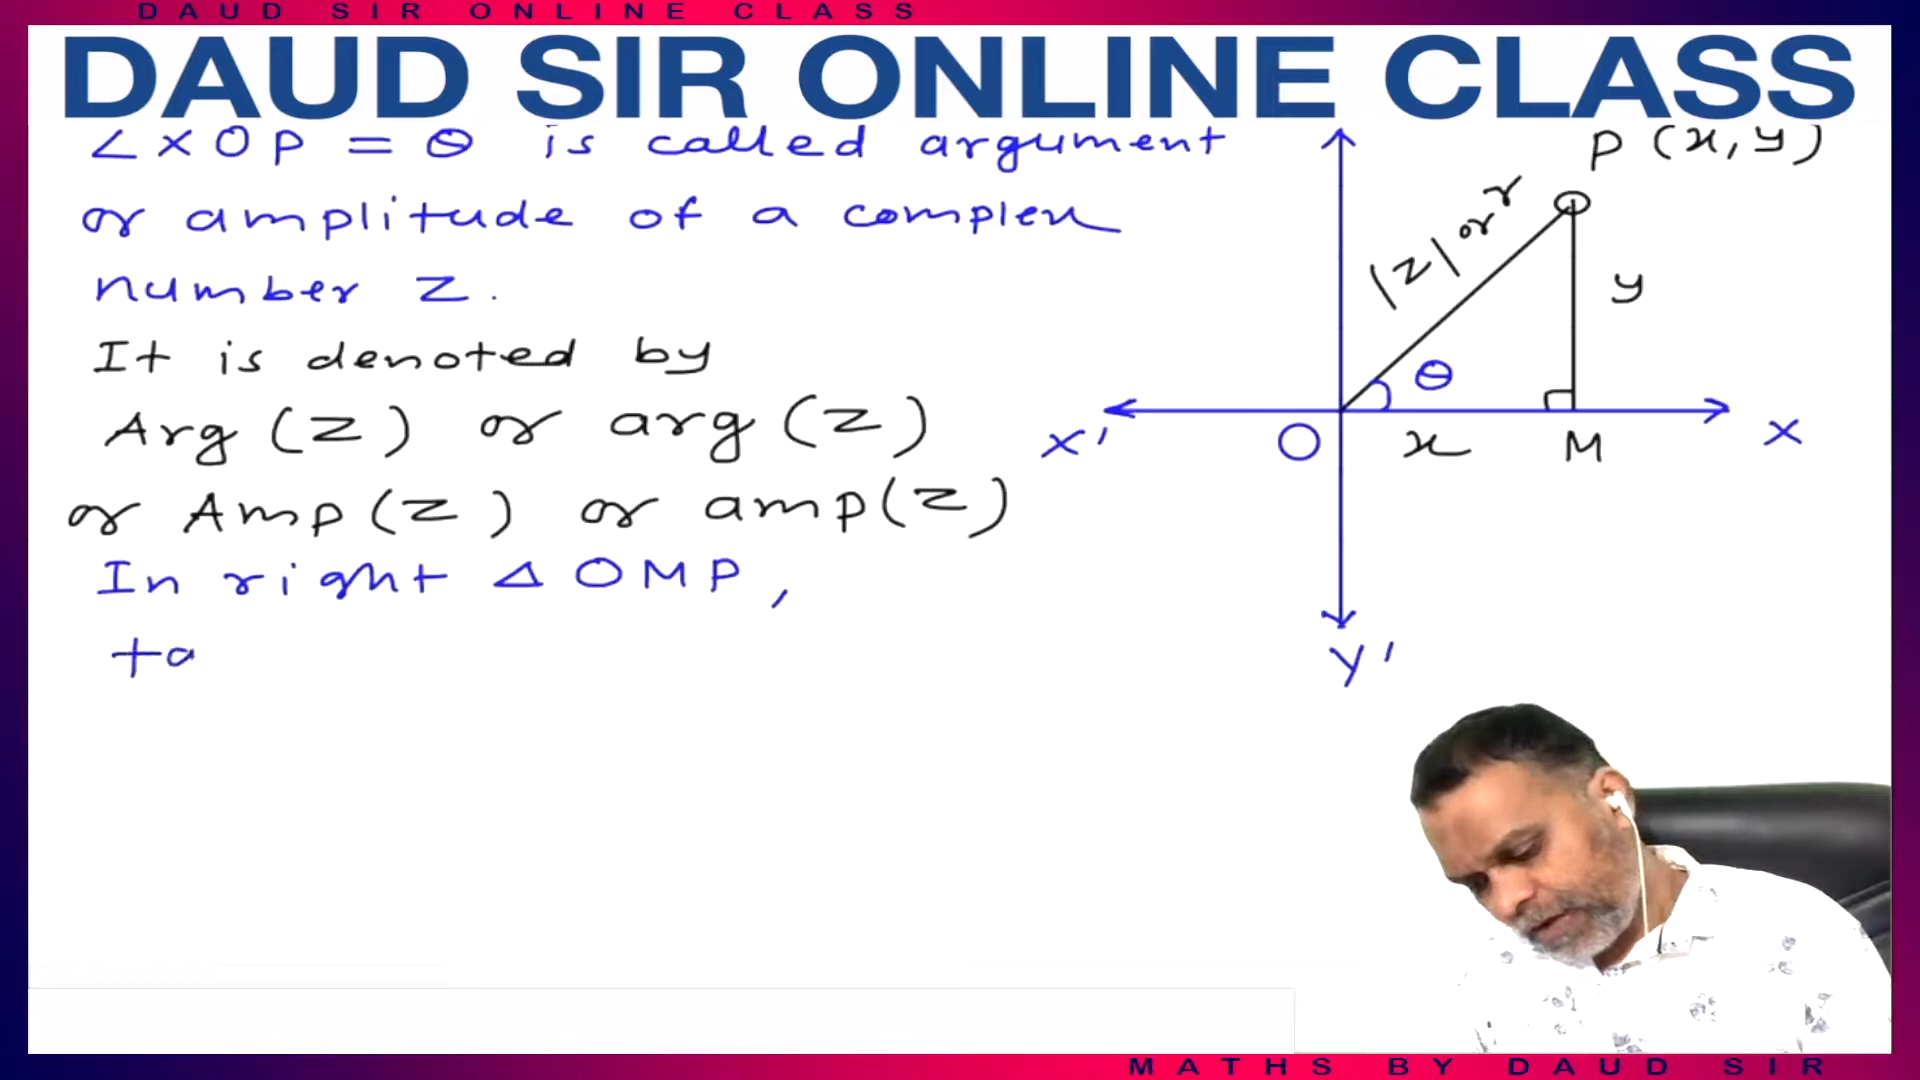 DAUD SIR ONLINE CLASS
DAUD SIR ONLINE CLASS
∠XOP = θ is called argument
or amplitude of a complex
number z.
It is denoted by
Arg (z) or arg (z)
or Amp (z) or amp(z)
In right Δ OMP,
ta
P (x, y)
|z| or r
y
θ
X'
O
x
M
X
Y'
MATHS BY DAUD SIR